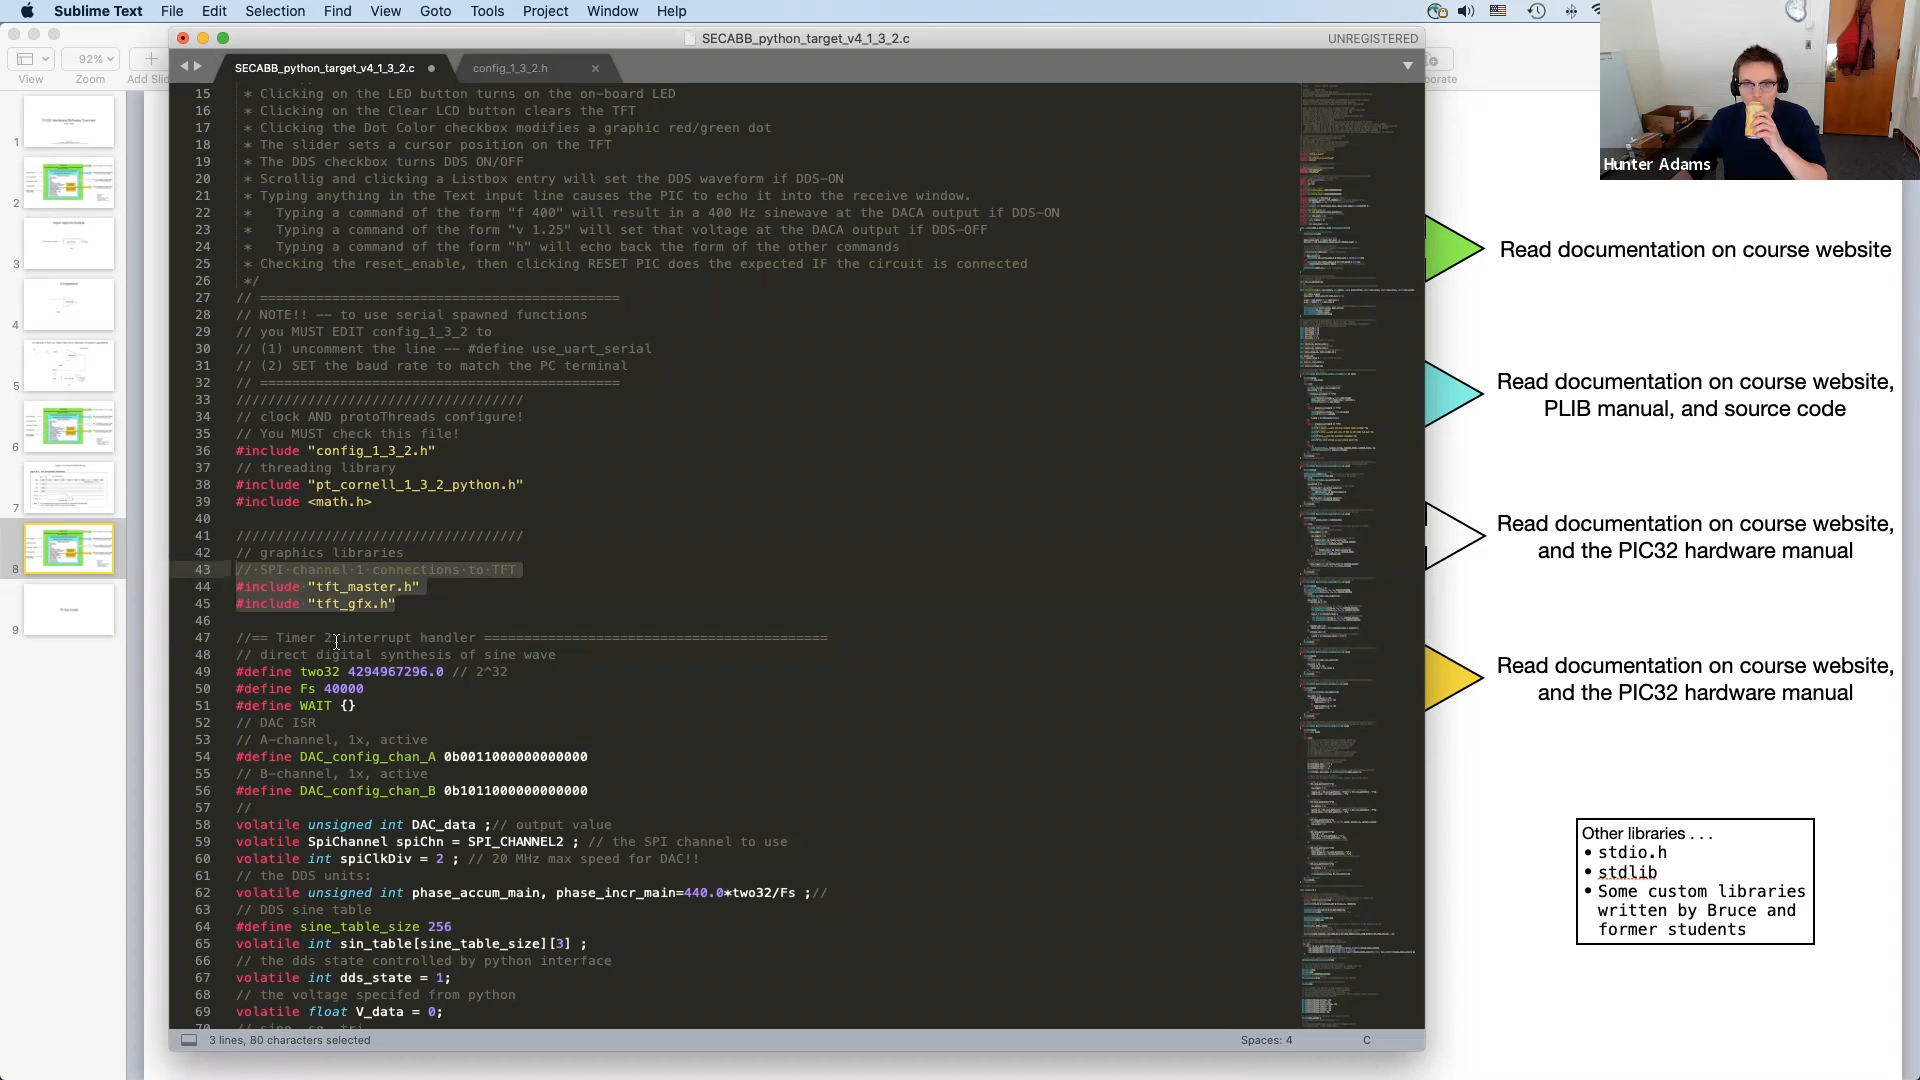 Sublime Text File Edit Selection Find View Goto Tools Project Window Help
SECABB_python_target_v4_1_3_2.c
UNREGISTERED
92%
View Zoom Add Slid
SECABB_python_target_v4_1_3_2.c
config_1_3_2.h
1
2
3
4
5
6
7
8
9
15 * Clicking on the LED button turns on the on-board LED
16 * Clicking on the Clear LCD button clears the TFT
17 * Clicking the Dot Color checkbox modifies a graphic red/green dot
18 * The slider sets a cursor position on the TFT
19 * The DDS checkbox turns DDS ON/OFF
20 * Scrollig and clicking a Listbox entry will set the DDS waveform if DDS-ON
21 * Typing anything in the Text input line causes the PIC to echo it into the receive window.
22 *   Typing a command of the form "f 400" will result in a 400 Hz sinewave at the DACA output if DDS-ON
23 *   Typing a command of the form "v 1.25" will set that voltage at the DACA output if DDS-OFF
24 *   Typing a command of the form "h" will echo back the form of the other commands
25 * Checking the reset_enable, then clicking RESET PIC does the expected IF the circuit is connected
26 */
27 // =============================================
28 // NOTE!! -- to use serial spawned functions
29 // you MUST EDIT config_1_3_2 to
30 // (1) uncomment the line -- #define use_uart_serial
31 // (2) SET the baud rate to match the PC terminal
32 // =============================================
33 ////////////////////////////////////
34 // clock AND protoThreads configure!
35 // You MUST check this file!
36 #include "config_1_3_2.h"
37 // threading library
38 #include "pt_cornell_1_3_2_python.h"
39 #include <math.h>
40
41 ////////////////////////////////////
42 // graphics libraries
43 // SPI channel 1 connections to TFT
44 #include "tft_master.h"
45 #include "tft_gfx.h"
46
47 //== Timer 2 interrupt handler ===========================================
48 // direct digital synthesis of sine wave
49 #define two32 4294967296.0 // 2^32
50 #define Fs 40000
51 #define WAIT {}
52 // DAC ISR
53 // A-channel, 1x, active
54 #define DAC_config_chan_A 0b0011000000000000
55 // B-channel, 1x, active
56 #define DAC_config_chan_B 0b1011000000000000
57 //
58 volatile unsigned int DAC_data ;// output value
59 volatile SpiChannel spiChn = SPI_CHANNEL2 ; // the SPI channel to use
60 volatile int spiClkDiv = 2 ; // 20 MHz max speed for DAC!!
61 // the DDS units:
62 volatile unsigned int phase_accum_main, phase_incr_main=440.0*two32/Fs ;//
63 // DDS sine table
64 #define sine_table_size 256
65 volatile int sin_table[sine_table_size][3] ;
66 // the dds state controlled by python interface
67 volatile int dds_state = 1;
68 // the voltage specifed from python
69 volatile float V_data = 0;
3 lines, 80 characters selected
Spaces: 4
C
borate
Hunter Adams
Read documentation on course website
Read documentation on course website,
PLIB manual, and source code
Read documentation on course website,
and the PIC32 hardware manual
Read documentation on course website,
and the PIC32 hardware manual
Other libraries . . .
• stdio.h
• stdlib
• Some custom libraries
written by Bruce and
former students